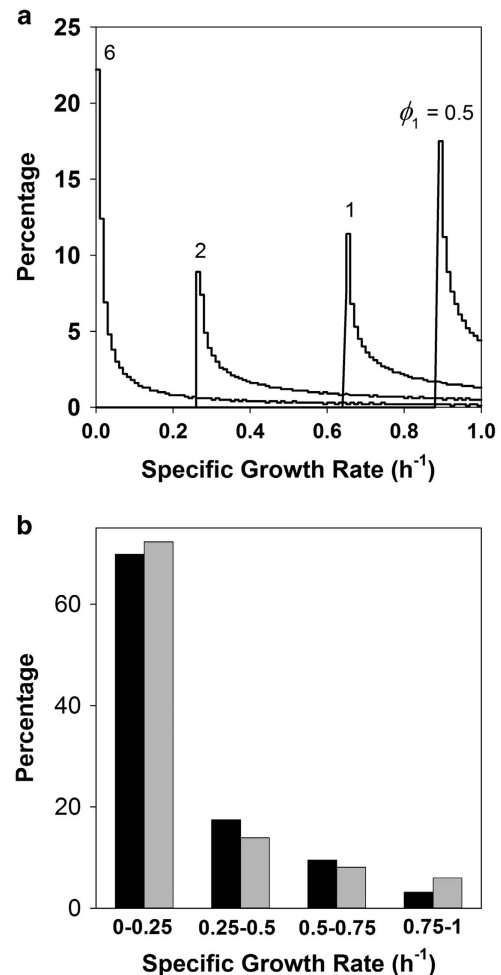 a
25
20
15
10
5
0
Percentage
6
2
1
ϕ₁ = 0.5
0.0 0.2 0.4 0.6 0.8 1.0
Specific Growth Rate (h⁻¹)
b
60
40
20
0
Percentage
0-0.25 0.25-0.5 0.5-0.75 0.75-1
Specific Growth Rate (h⁻¹)